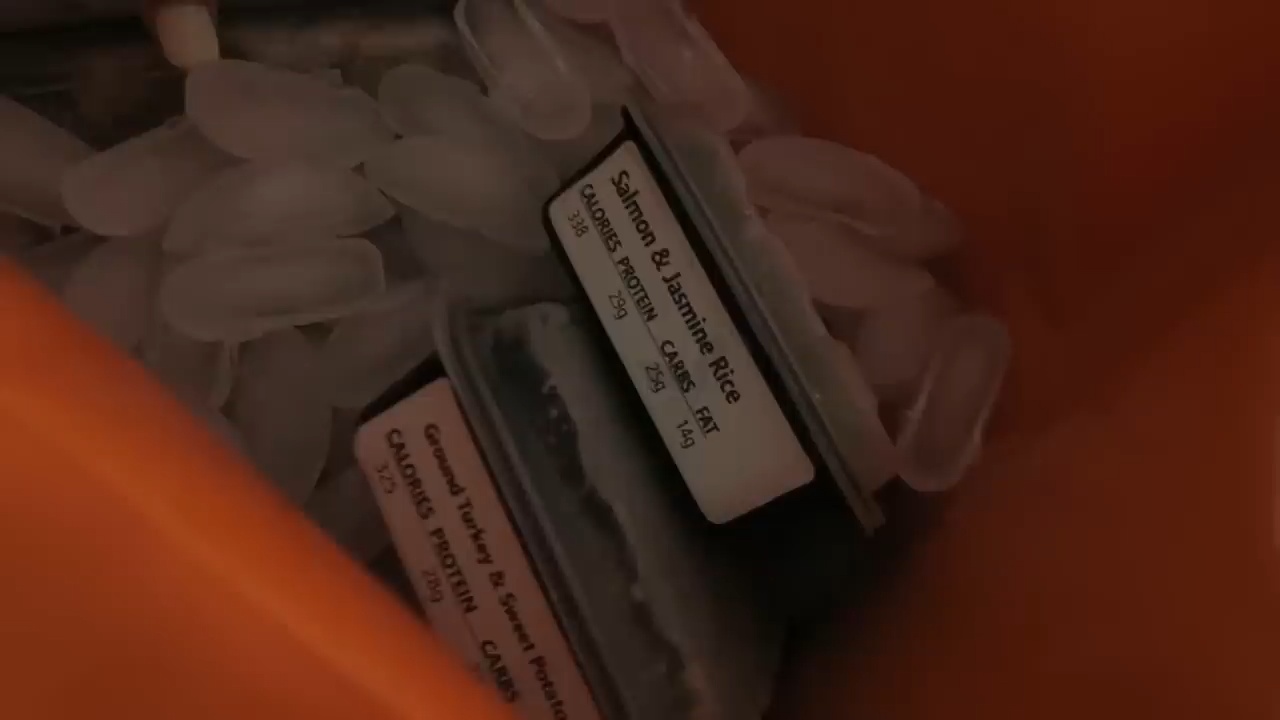 Salmon & Jasmine Rice
CALORIES PROTEIN CARBS FAT
338 29g 25g 14g
Ground Turkey & Sweet Potato
CALORIES PROTEIN CARBS
325 28g